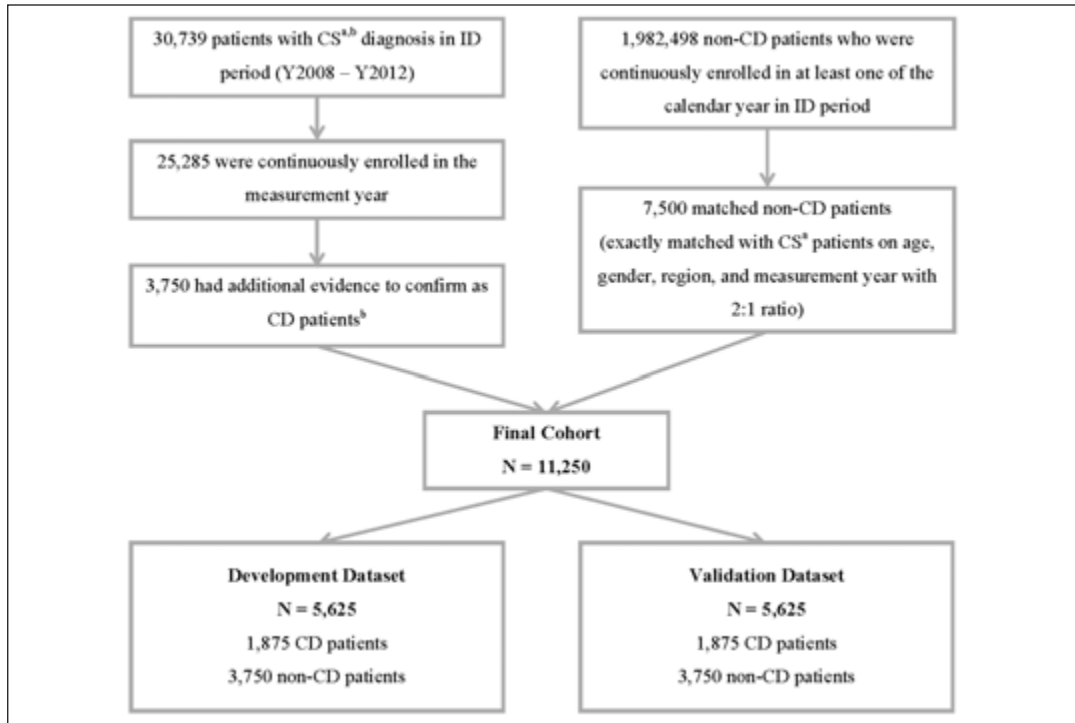 30,739 patients with CSᵃ,ᵇ diagnosis in ID
period (Y2008 – Y2012)
25,285 were continuously enrolled in the
measurement year
3,750 had additional evidence to confirm as
CD patientsᵇ
1,982,498 non-CD patients who were
continuously enrolled in at least one of the
calendar year in ID period
7,500 matched non-CD patients
(exactly matched with CSᵃ patients on age,
gender, region, and measurement year with
2:1 ratio)
Final Cohort
N = 11,250
Development Dataset
N = 5,625
1,875 CD patients
3,750 non-CD patients
Validation Dataset
N = 5,625
1,875 CD patients
3,750 non-CD patients